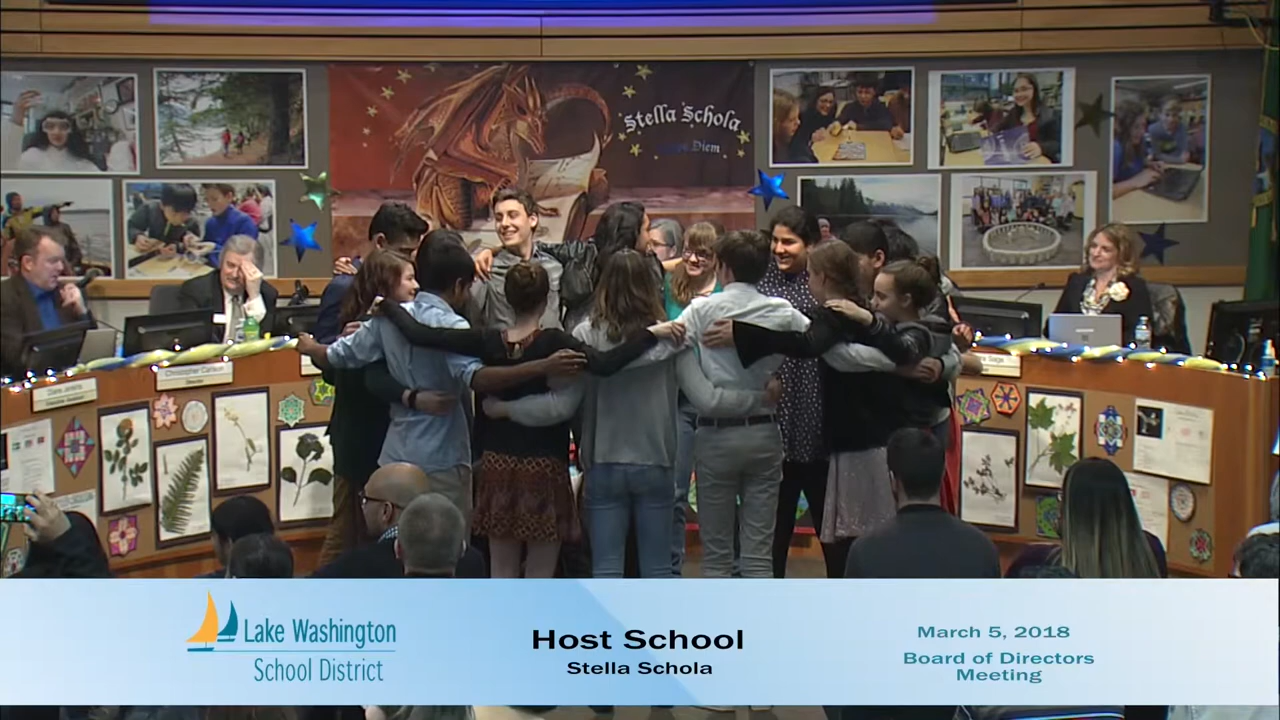 Stella Schola
Diem
Christopher Carlson
Lake Washington
School District
Host School
Stella Schola
March 5, 2018
Board of Directors
Meeting